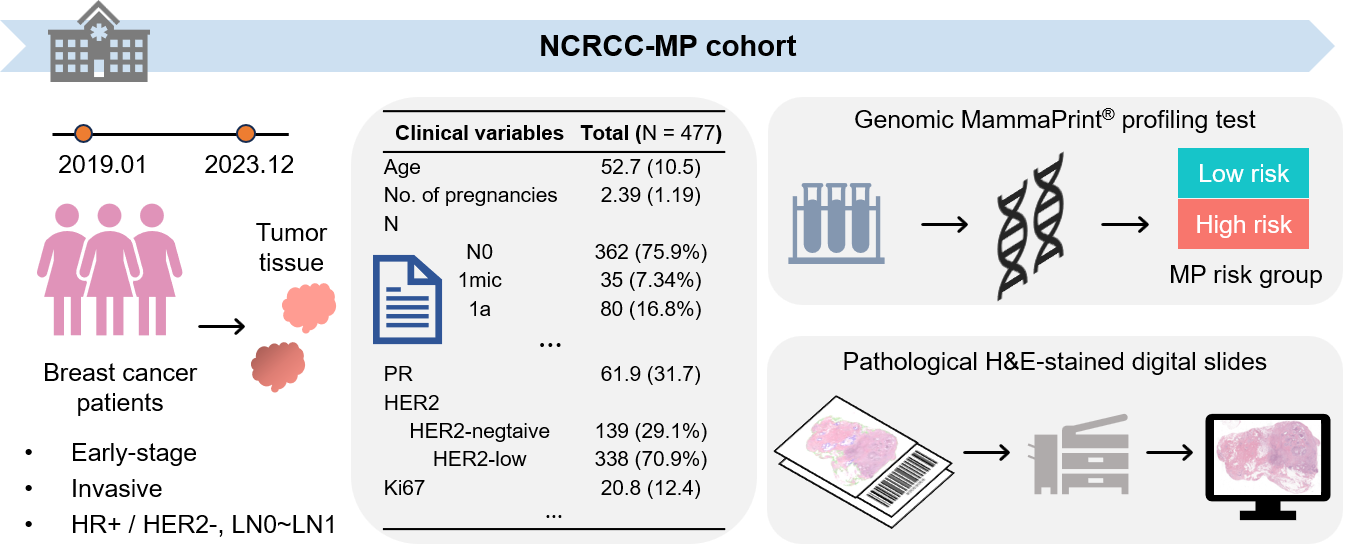 NCRCC-MP cohort
2019.01
2023.12
Tumor
tissue
Breast cancer
patients
• Early-stage
• Invasive
• HR+ / HER2-, LN0~LN1
Clinical variables Total (N = 477)
Age 52.7 (10.5)
No. of pregnancies 2.39 (1.19)
N
N0 362 (75.9%)
1mic 35 (7.34%)
1a 80 (16.8%)
...
PR 61.9 (31.7)
HER2
HER2-negtaive 139 (29.1%)
HER2-low 338 (70.9%)
Ki67 20.8 (12.4)
...
Genomic MammaPrint® profiling test
Low risk
High risk
MP risk group
Pathological H&E-stained digital slides